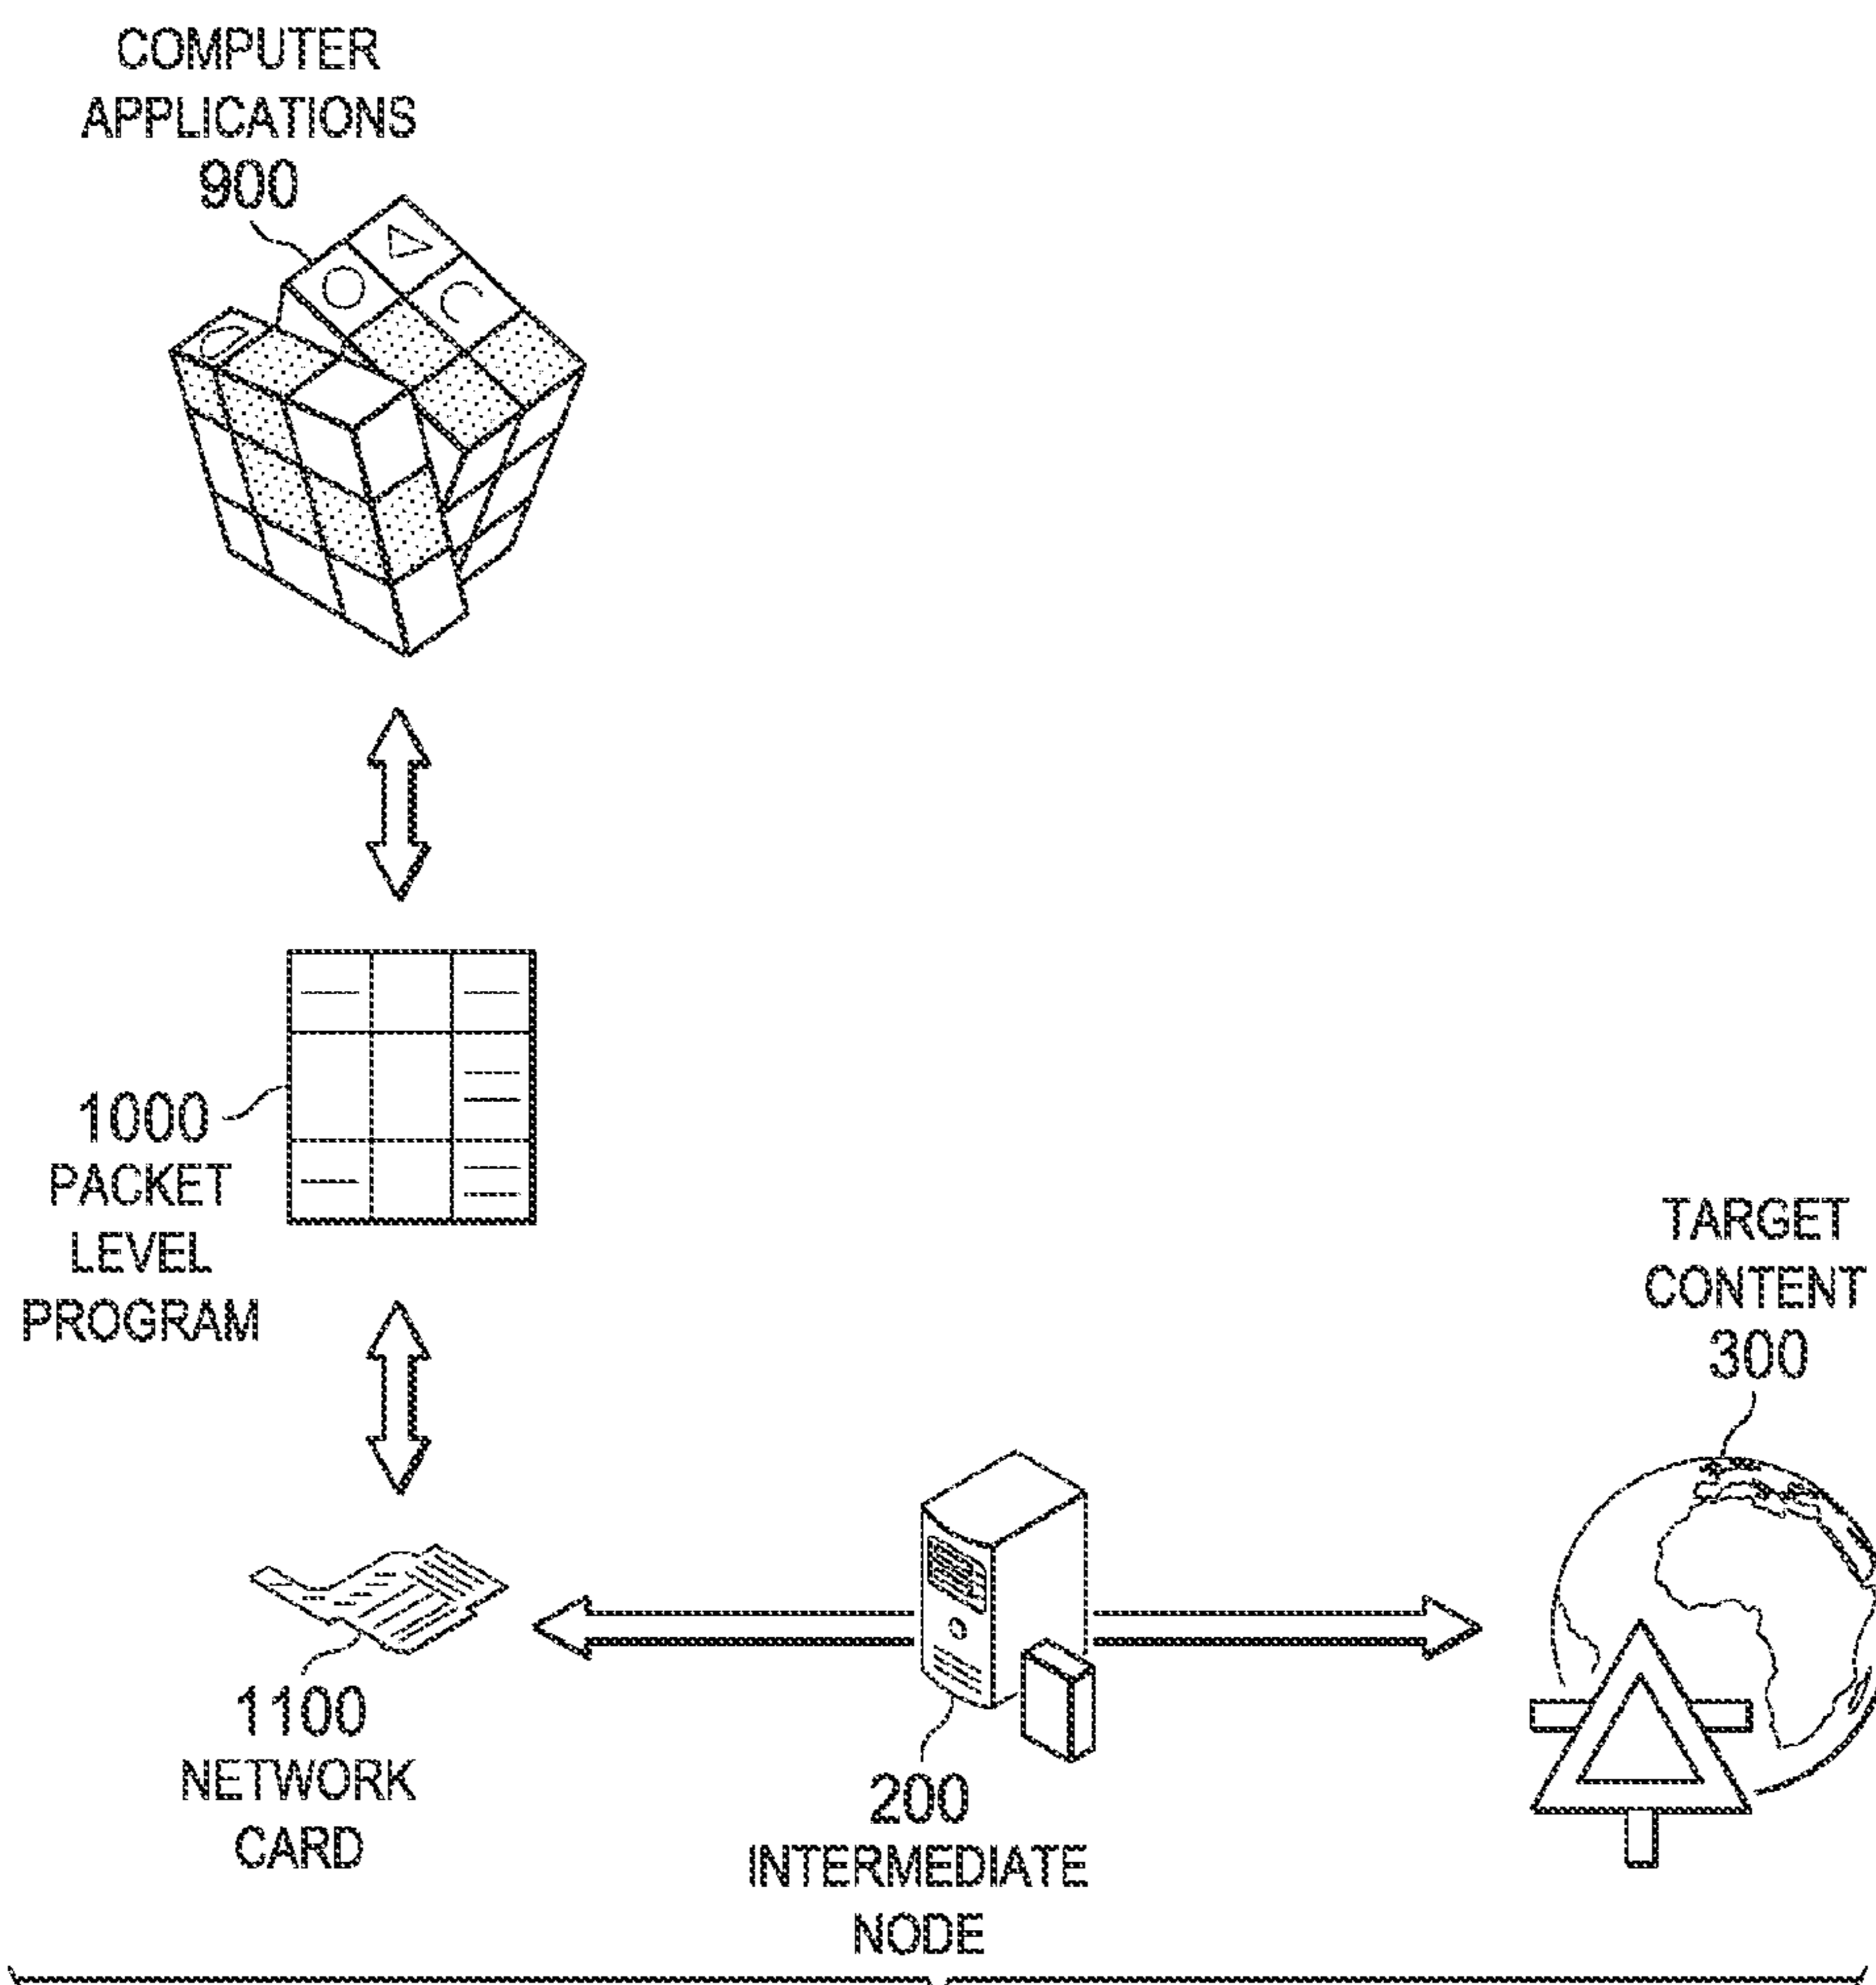 COMPUTER
APPLICATIONS
900
1000
PACKET
LEVEL
PROGRAM
TARGET
CONTENT
300
1100
NETWORK
CARD
200
INTERMEDIATE
NODE